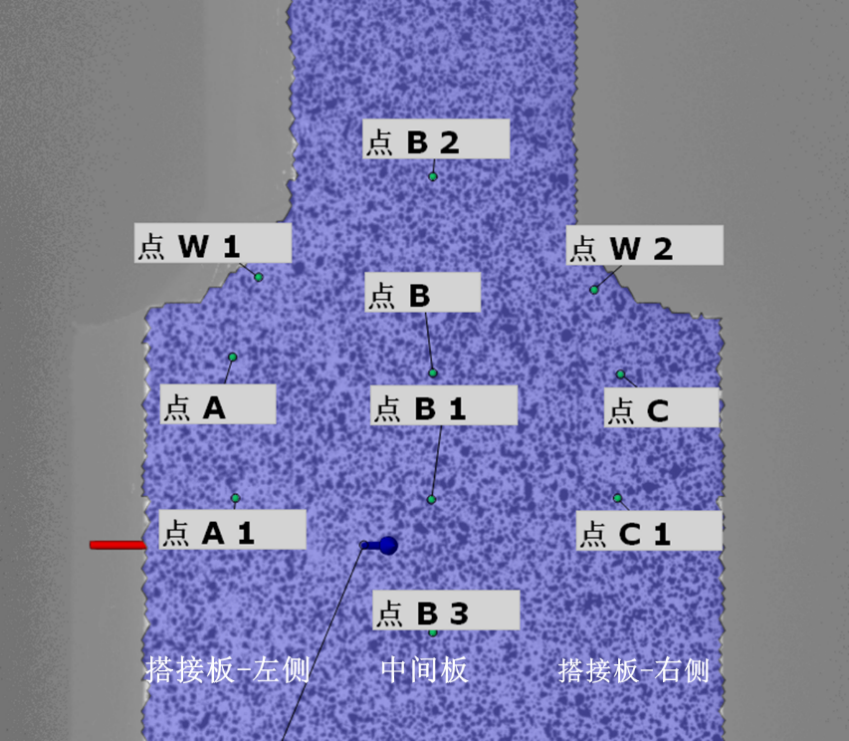 点 B 2
点 W 1
点 W 2
点 B
点 A
点 B 1
点 C
点 A 1
点 C 1
点 B 3
搭接板-左侧
中间板
搭接板-右侧